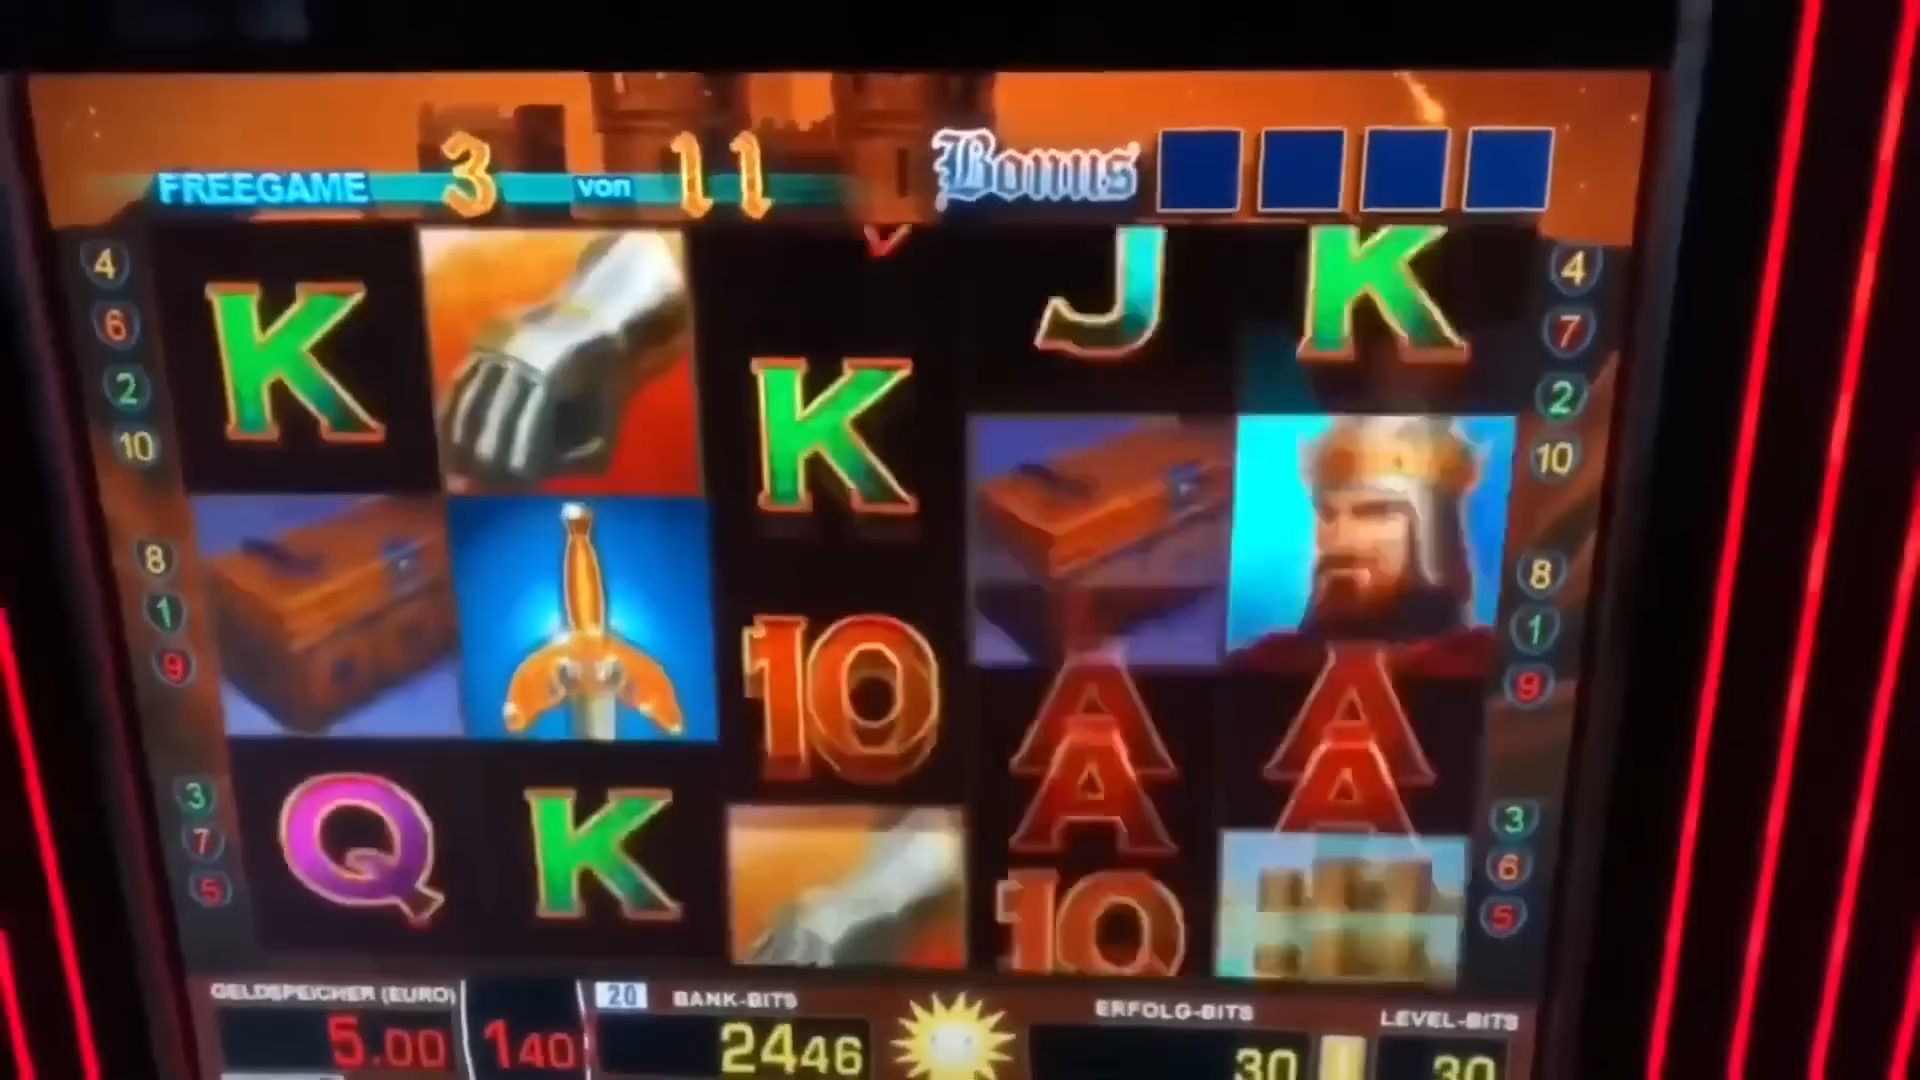 FREEGAME 3 von 11 Bonus
4 K J K 4
6 7
2 K 2
10 10
8 8
1 10 1
9 A A 9
A A
3 Q K 3
7 6
5 10 5
GELDSPEICHER (EURO) 20 BANK-BITS ERFOLG-BITS LEVEL-BITS
5.00 140 2446 30 30